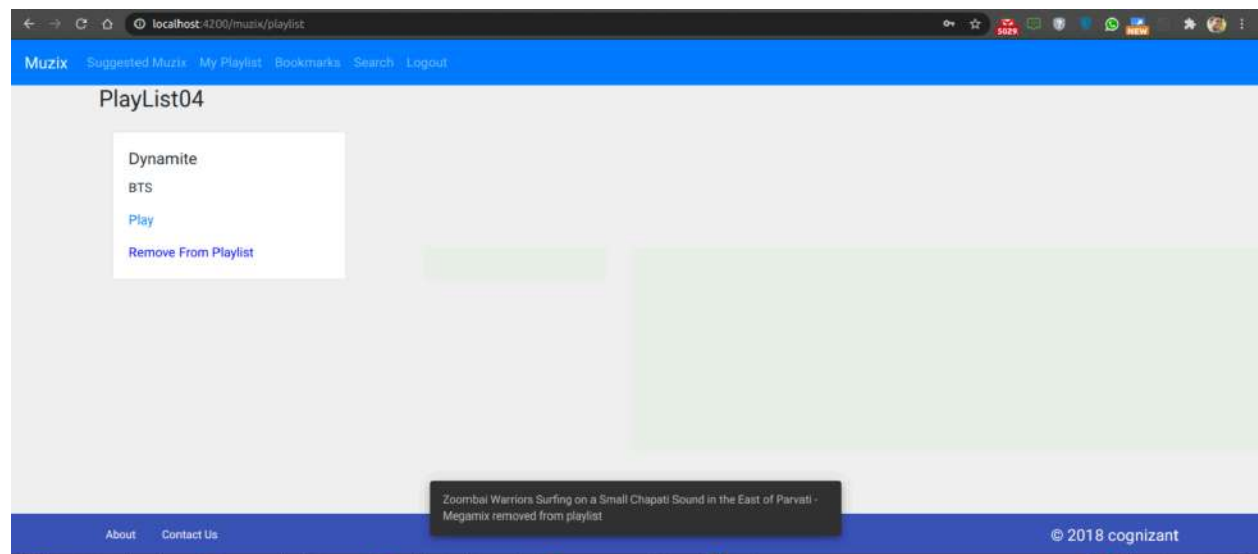 localhost:4200/muzix/playlist
5029
NEW
Muzix Suggested Muzix My Playlist Bookmarks Search Logout
PlayList04
Dynamite
BTS
Play
Remove From Playlist
Zoombai Warriors Surfing on a Small Chapati Sound in the East of Parvati -
Megamix removed from playlist
About Contact Us © 2018 cognizant